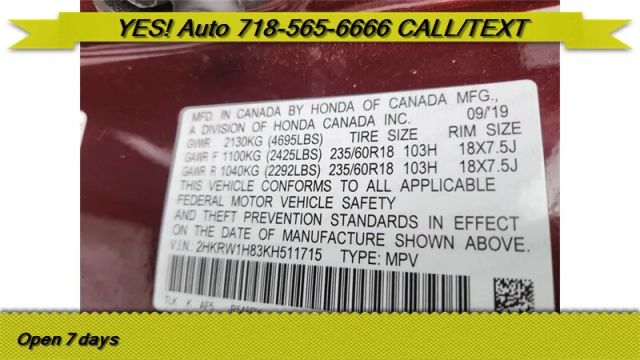 YES! Auto 718-565-6666 CALL/TEXT
MFD. IN CANADA BY HONDA OF CANADA MFG.,
A DIVISION OF HONDA CANADA INC. 09/'19
GVWR 2130KG (4695LBS) TIRE SIZE RIM SIZE
GAWR F 1100KG (2425LBS) 235/60R18 103H 18X7.5J
GAWR R 1040KG (2292LBS) 235/60R18 103H 18X7.5J
THIS VEHICLE CONFORMS TO ALL APPLICABLE
FEDERAL MOTOR VEHICLE SAFETY
AND THEFT PREVENTION STANDARDS IN EFFECT
ON THE DATE OF MANUFACTURE SHOWN ABOVE.
V.I.N: 2HKRW1H83KH511715 TYPE: MPV
TLK K AE5
Open 7 days